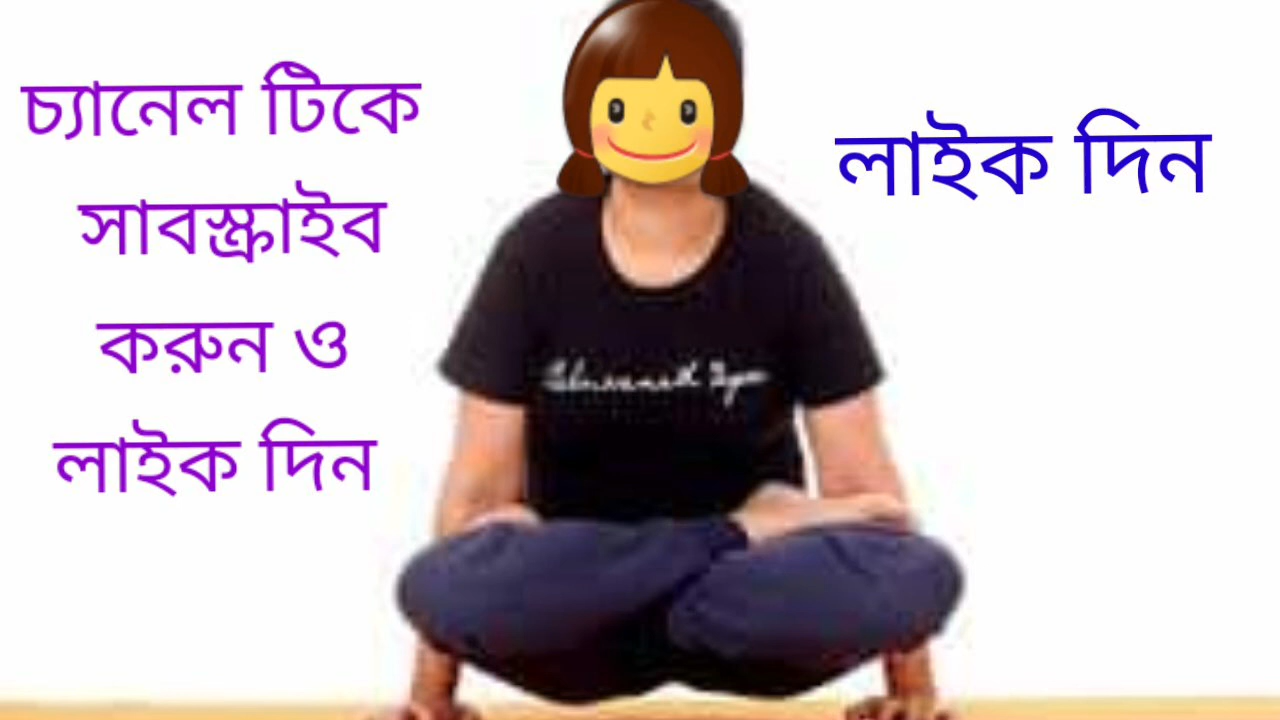 চ্যানেল টিকে
সাবস্ক্রাইব
করুন ও
লাইক দিন
লাইক দিন